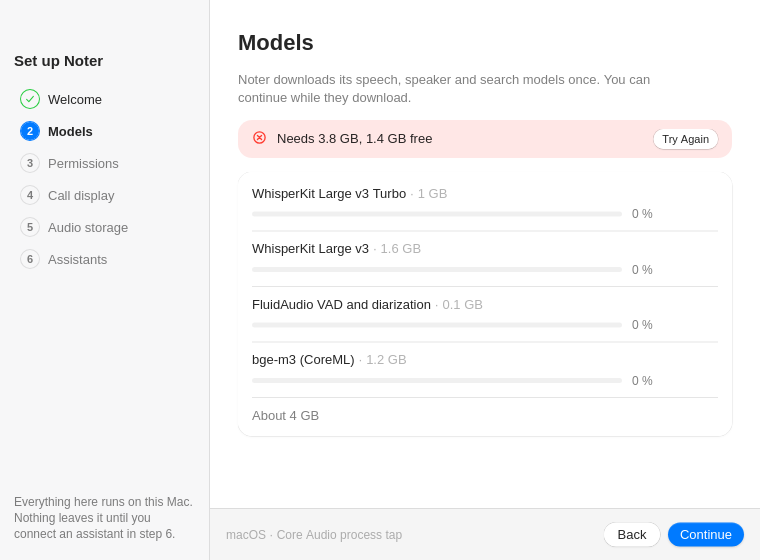 Set up Noter
Welcome
2 Models
3 Permissions
4 Call display
5 Audio storage
6 Assistants
Everything here runs on this Mac.
Nothing leaves it until you
connect an assistant in step 6.
Models
Noter downloads its speech, speaker and search models once. You can
continue while they download.
Needs 3.8 GB, 1.4 GB free
Try Again
WhisperKit Large v3 Turbo · 1 GB
0 %
WhisperKit Large v3 · 1.6 GB
0 %
FluidAudio VAD and diarization · 0.1 GB
0 %
bge-m3 (CoreML) · 1.2 GB
0 %
About 4 GB
macOS · Core Audio process tap
Back
Continue